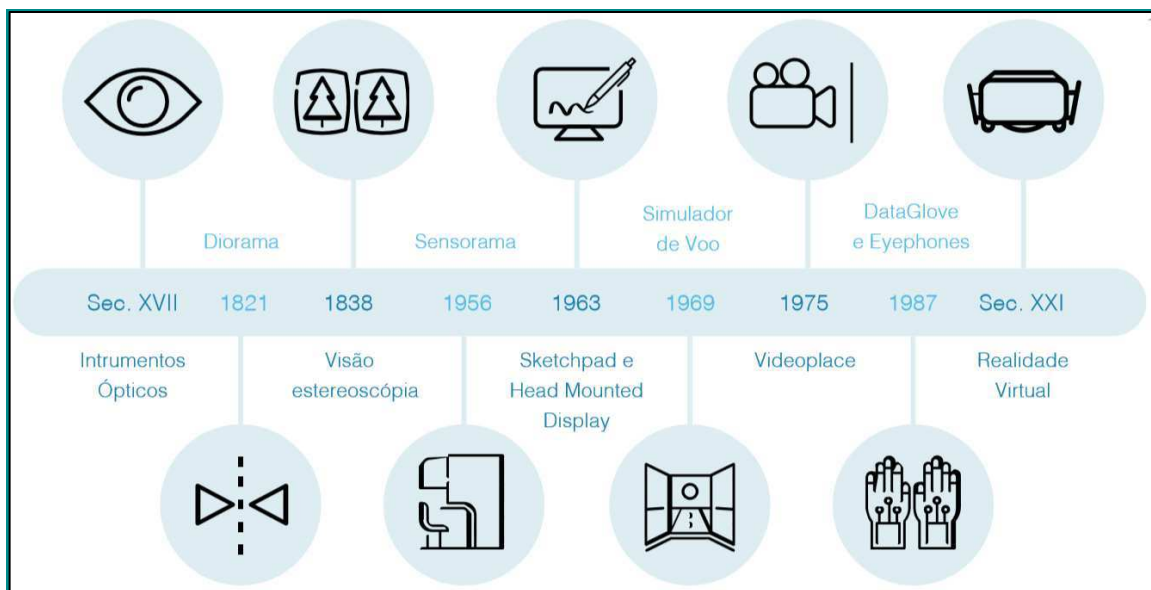 Diorama
Sensorama
Simulador
de Voo
DataGlove
e Eyephones
Sec. XVII 1821 1838 1956 1963 1969 1975 1987 Sec. XXI
Intrumentos
Ópticos
Visão
estereoscópia
Sketchpad e
Head Mounted
Display
Videoplace
Realidade
Virtual